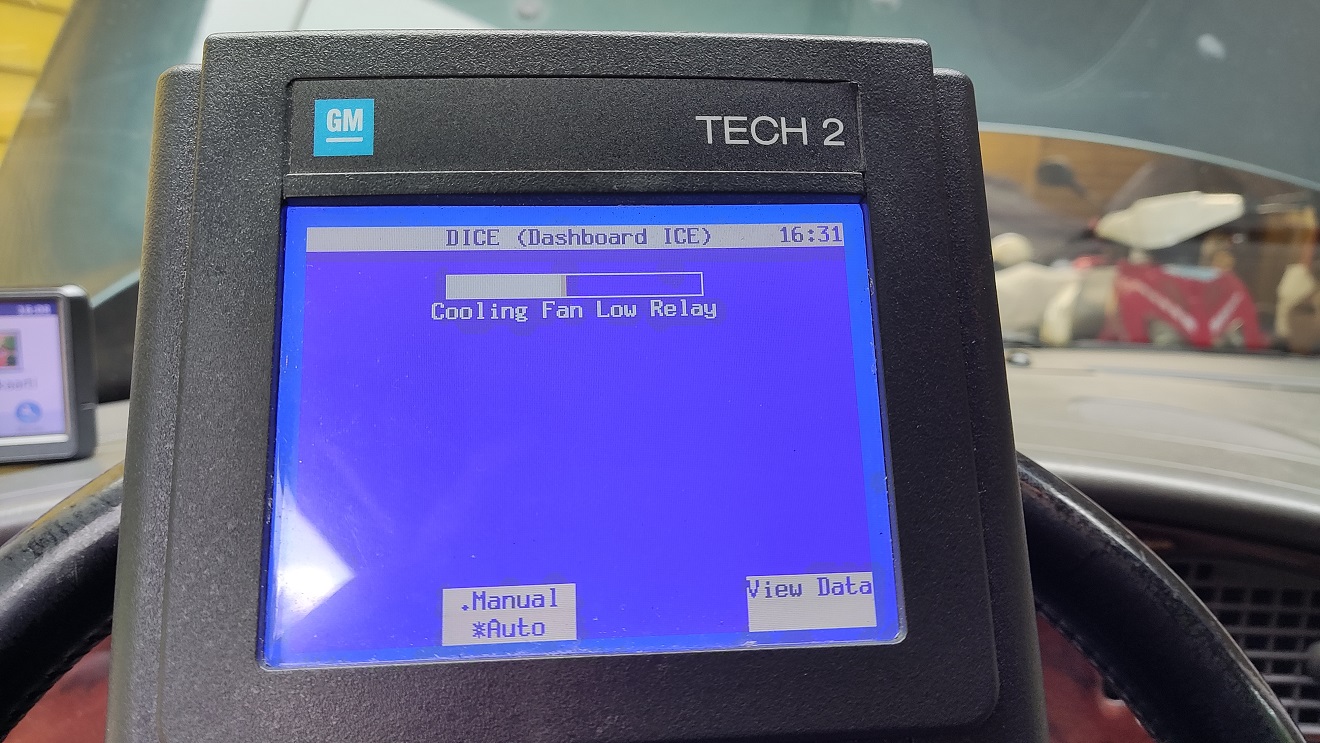 GM
TECH 2
DICE (Dashboard ICE) 16:31
Cooling Fan Low Relay
.Manual
*Auto
View Data